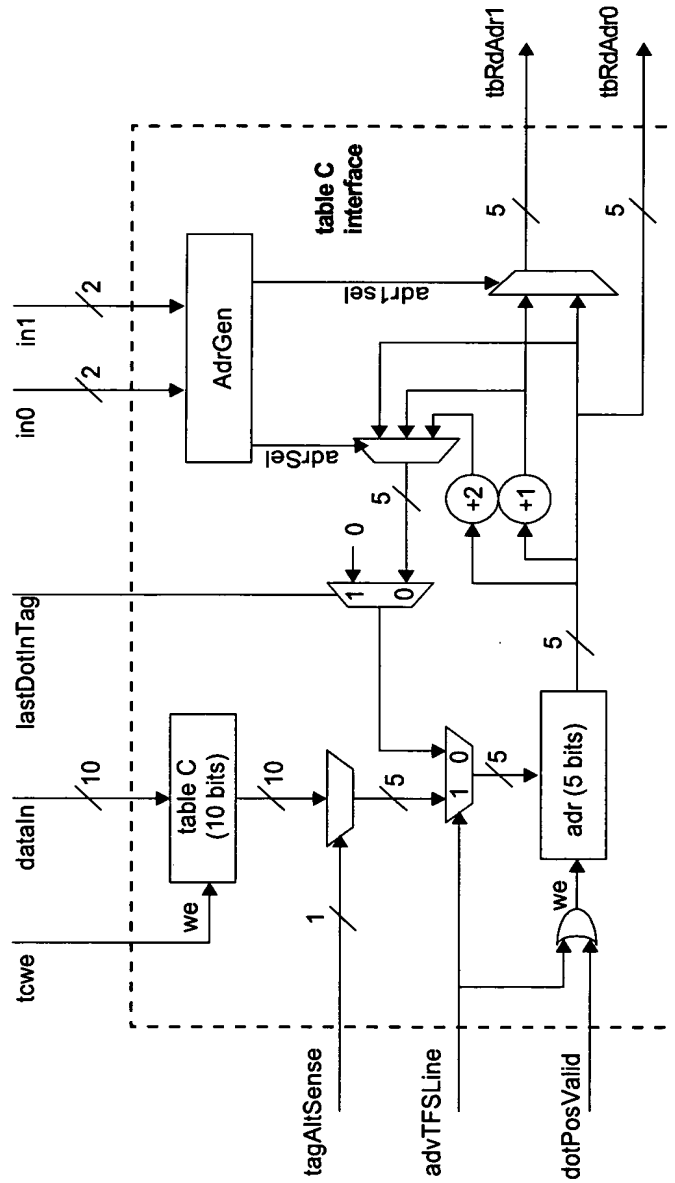 tcwe
dataIn
lastDotInTag
in0
in1
10
2
2
we
table C
(10 bits)
AdrGen
table C
interface
10
adrSel
adr1sel
0
1
0
5
tagAltSense
1
5
advTFSLine
1 0
5
+2
+1
5
tbRdAdr1
dotPosValid
we
adr (5 bits)
5
5
tbRdAdr0